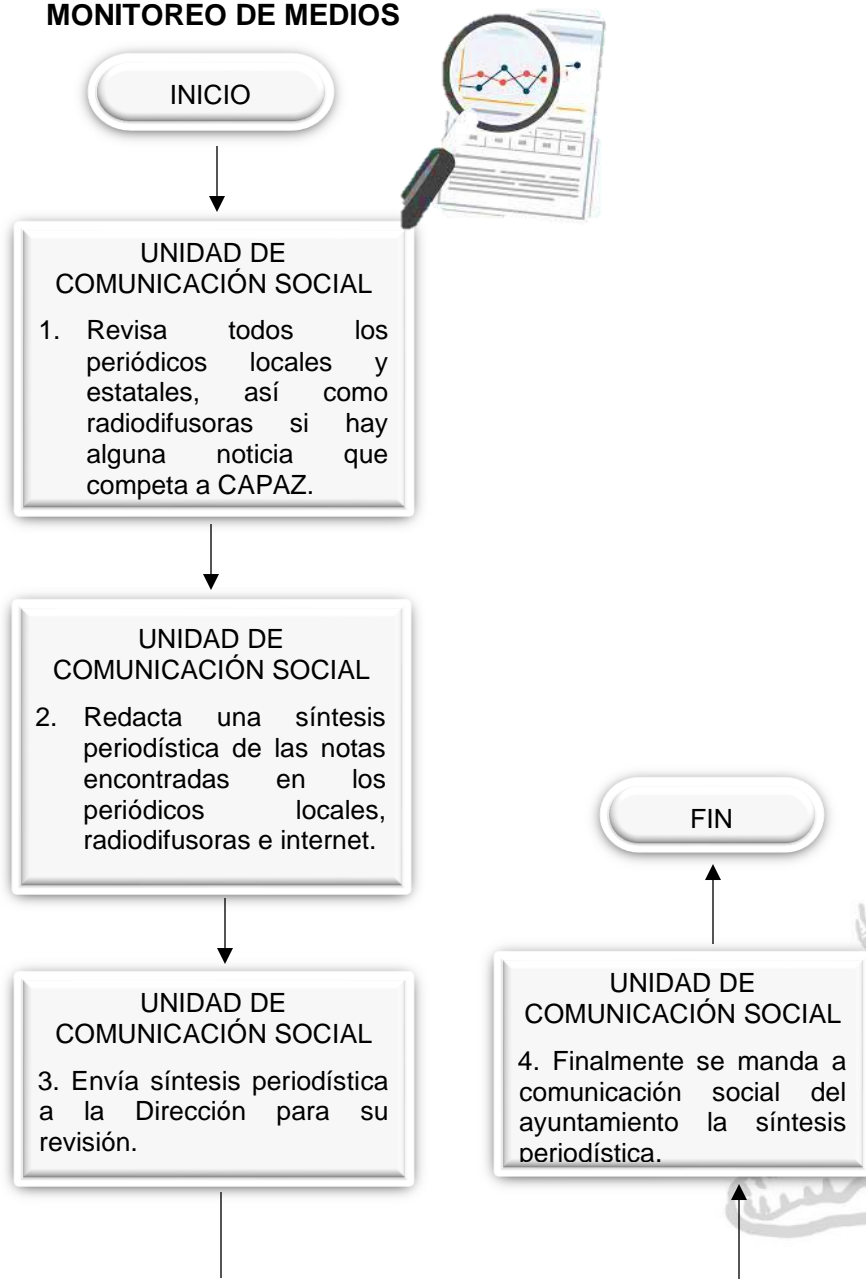 MONITOREO DE MEDIOS
INICIO
UNIDAD DE
COMUNICACIÓN SOCIAL
1. Revisa todos los
periódicos locales y
estatales, así como
radiodifusoras si hay
alguna noticia que
competa a CAPAZ.
UNIDAD DE
COMUNICACIÓN SOCIAL
2. Redacta una síntesis
periodística de las notas
encontradas en los
periódicos locales,
radiodifusoras e internet.
UNIDAD DE
COMUNICACIÓN SOCIAL
3. Envía síntesis periodística
a la Dirección para su
revisión.
UNIDAD DE
COMUNICACIÓN SOCIAL
4. Finalmente se manda a
comunicación social del
ayuntamiento la síntesis
periodística.
FIN